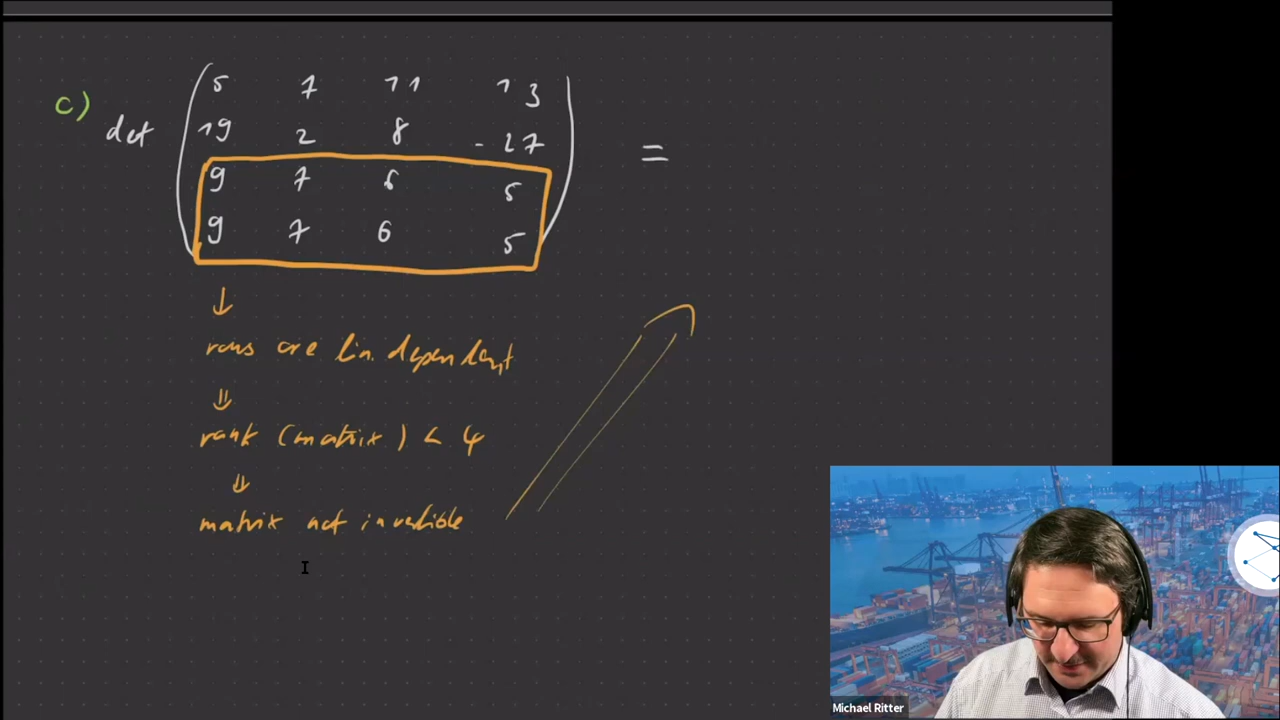 c) det ( 5 7 11 13
19 2 8 -27
9 7 6 5
9 7 6 5 ) =
↓
rows are lin. dependent
⇓
rank (matrix) < 4
⇓
matrix not invertible
Michael Ritter